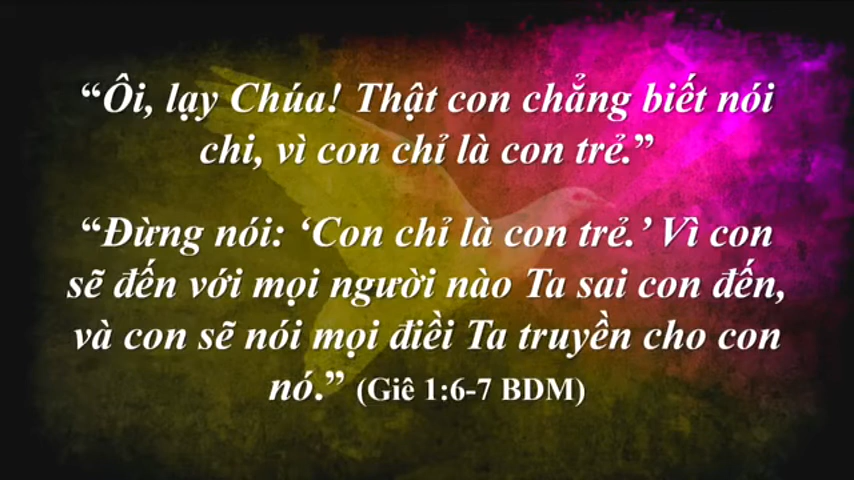 “Ôi, lạy Chúa! Thật con chẳng biết nói
chi, vì con chỉ là con trẻ.”
“Đừng nói: ‘Con chỉ là con trẻ.’ Vì con
sẽ đến với mọi người nào Ta sai con đến,
và con sẽ nói mọi điềi Ta truyền cho con
nó.” (Giê 1:6-7 BDM)